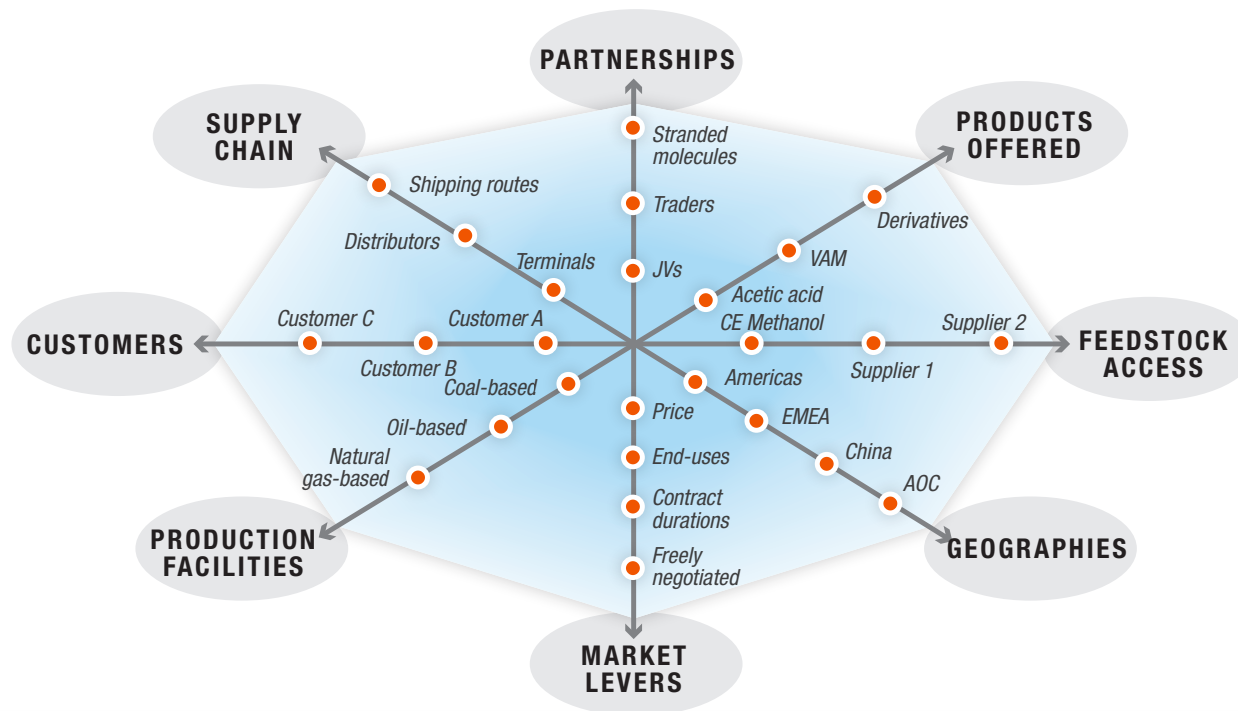 PARTNERSHIPS
SUPPLY
CHAIN
PRODUCTS
OFFERED
Stranded
molecules
Shipping routes
Traders
Derivatives
Distributors
VAM
Terminals
JVs
Acetic acid
CUSTOMERS
Customer C
Customer A
CE Methanol
Supplier 2
FEEDSTOCK
ACCESS
Customer B
Supplier 1
Coal-based
Americas
Price
EMEA
Oil-based
End-uses
China
Natural
gas-based
AOC
Contract
durations
PRODUCTION
FACILITIES
GEOGRAPHIES
Freely
negotiated
MARKET
LEVERS